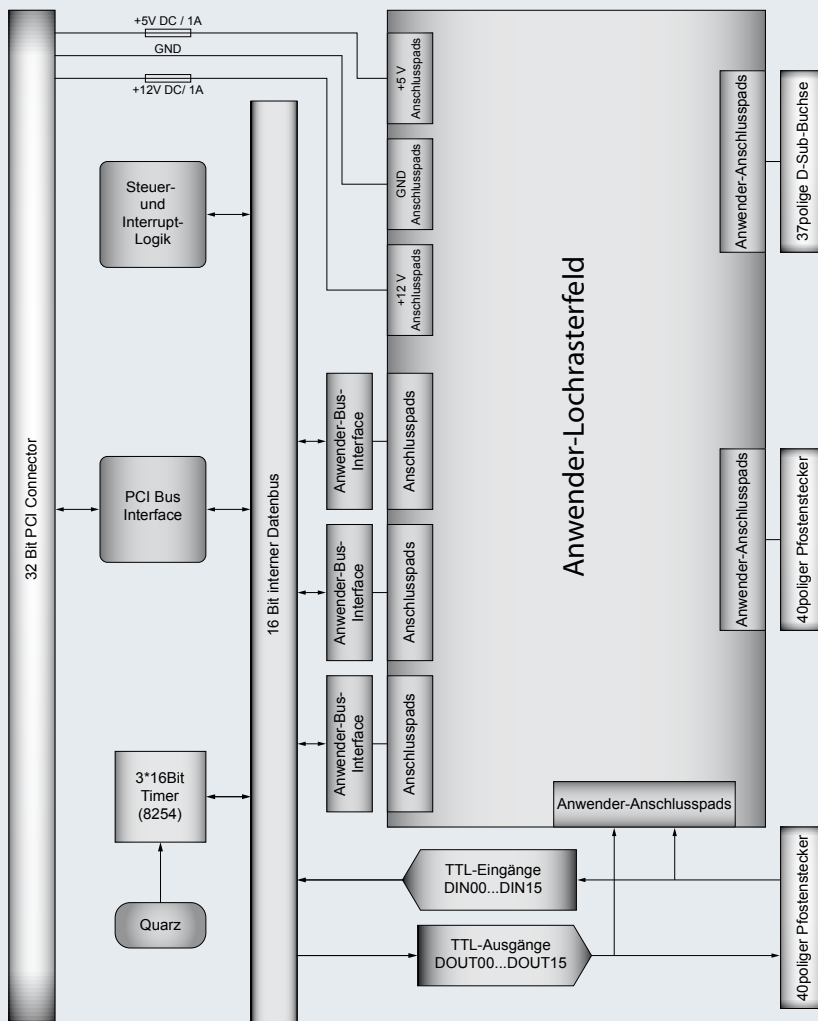 +5V DC / 1A
GND
+12V DC/ 1A
+5 V
Anschlusspads
GND
Anschlusspads
+12 V
Anschlusspads
Anwender-Anschlusspads
37polige D-Sub-Buchse
Steuer-
und
Interrupt-
Logik
Anwender-Lochrasterfeld
32 Bit PCI Connector
PCI Bus
Interface
16 Bit interner Datenbus
Anwender-Bus-
Interface
Anschlusspads
Anwender-Bus-
Interface
Anschlusspads
Anwender-Bus-
Interface
Anschlusspads
Anwender-Anschlusspads
40poliger Pfostenstecker
3*16Bit
Timer
(8254)
Quarz
Anwender-Anschlusspads
TTL-Eingänge
DIN00...DIN15
TTL-Ausgänge
DOUT00...DOUT15
40poliger Pfostenstecker